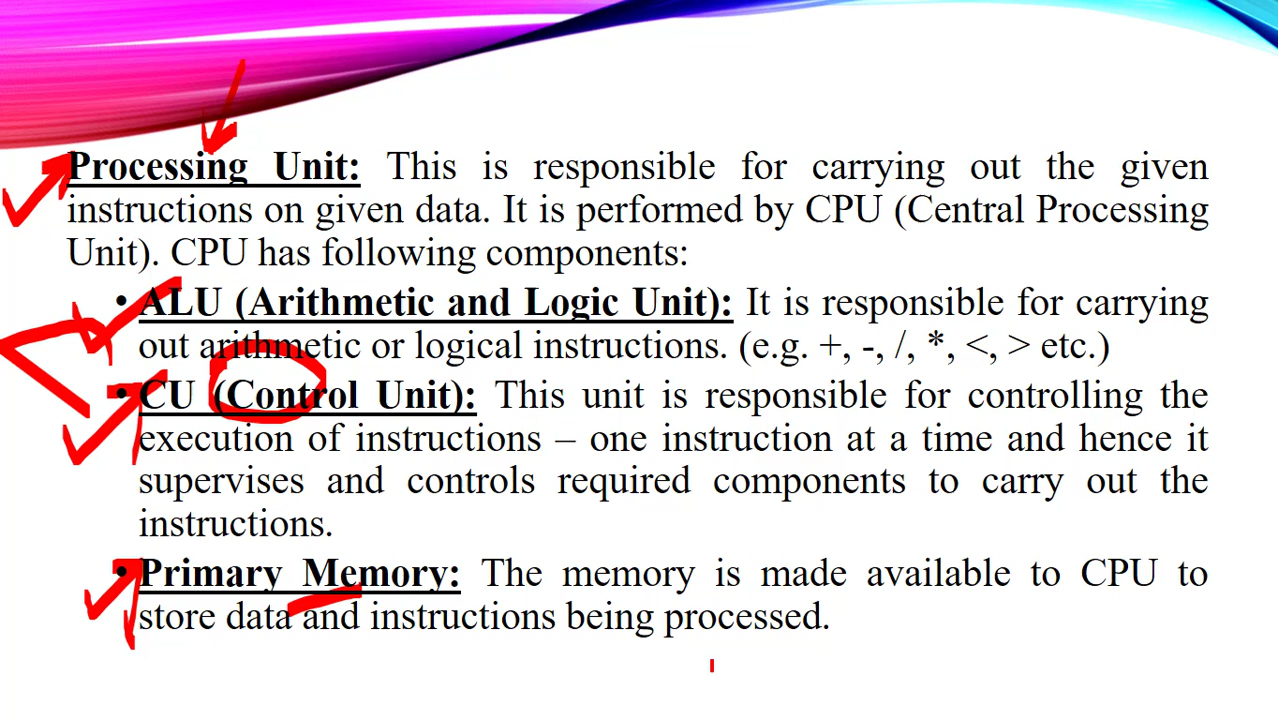 Processing Unit: This is responsible for carrying out the given
instructions on given data. It is performed by CPU (Central Processing
Unit). CPU has following components:
• ALU (Arithmetic and Logic Unit): It is responsible for carrying
out arithmetic or logical instructions. (e.g. +, -, /, *, <, > etc.)
• CU (Control Unit): This unit is responsible for controlling the
execution of instructions – one instruction at a time and hence it
supervises and controls required components to carry out the
instructions.
• Primary Memory: The memory is made available to CPU to
store data and instructions being processed.